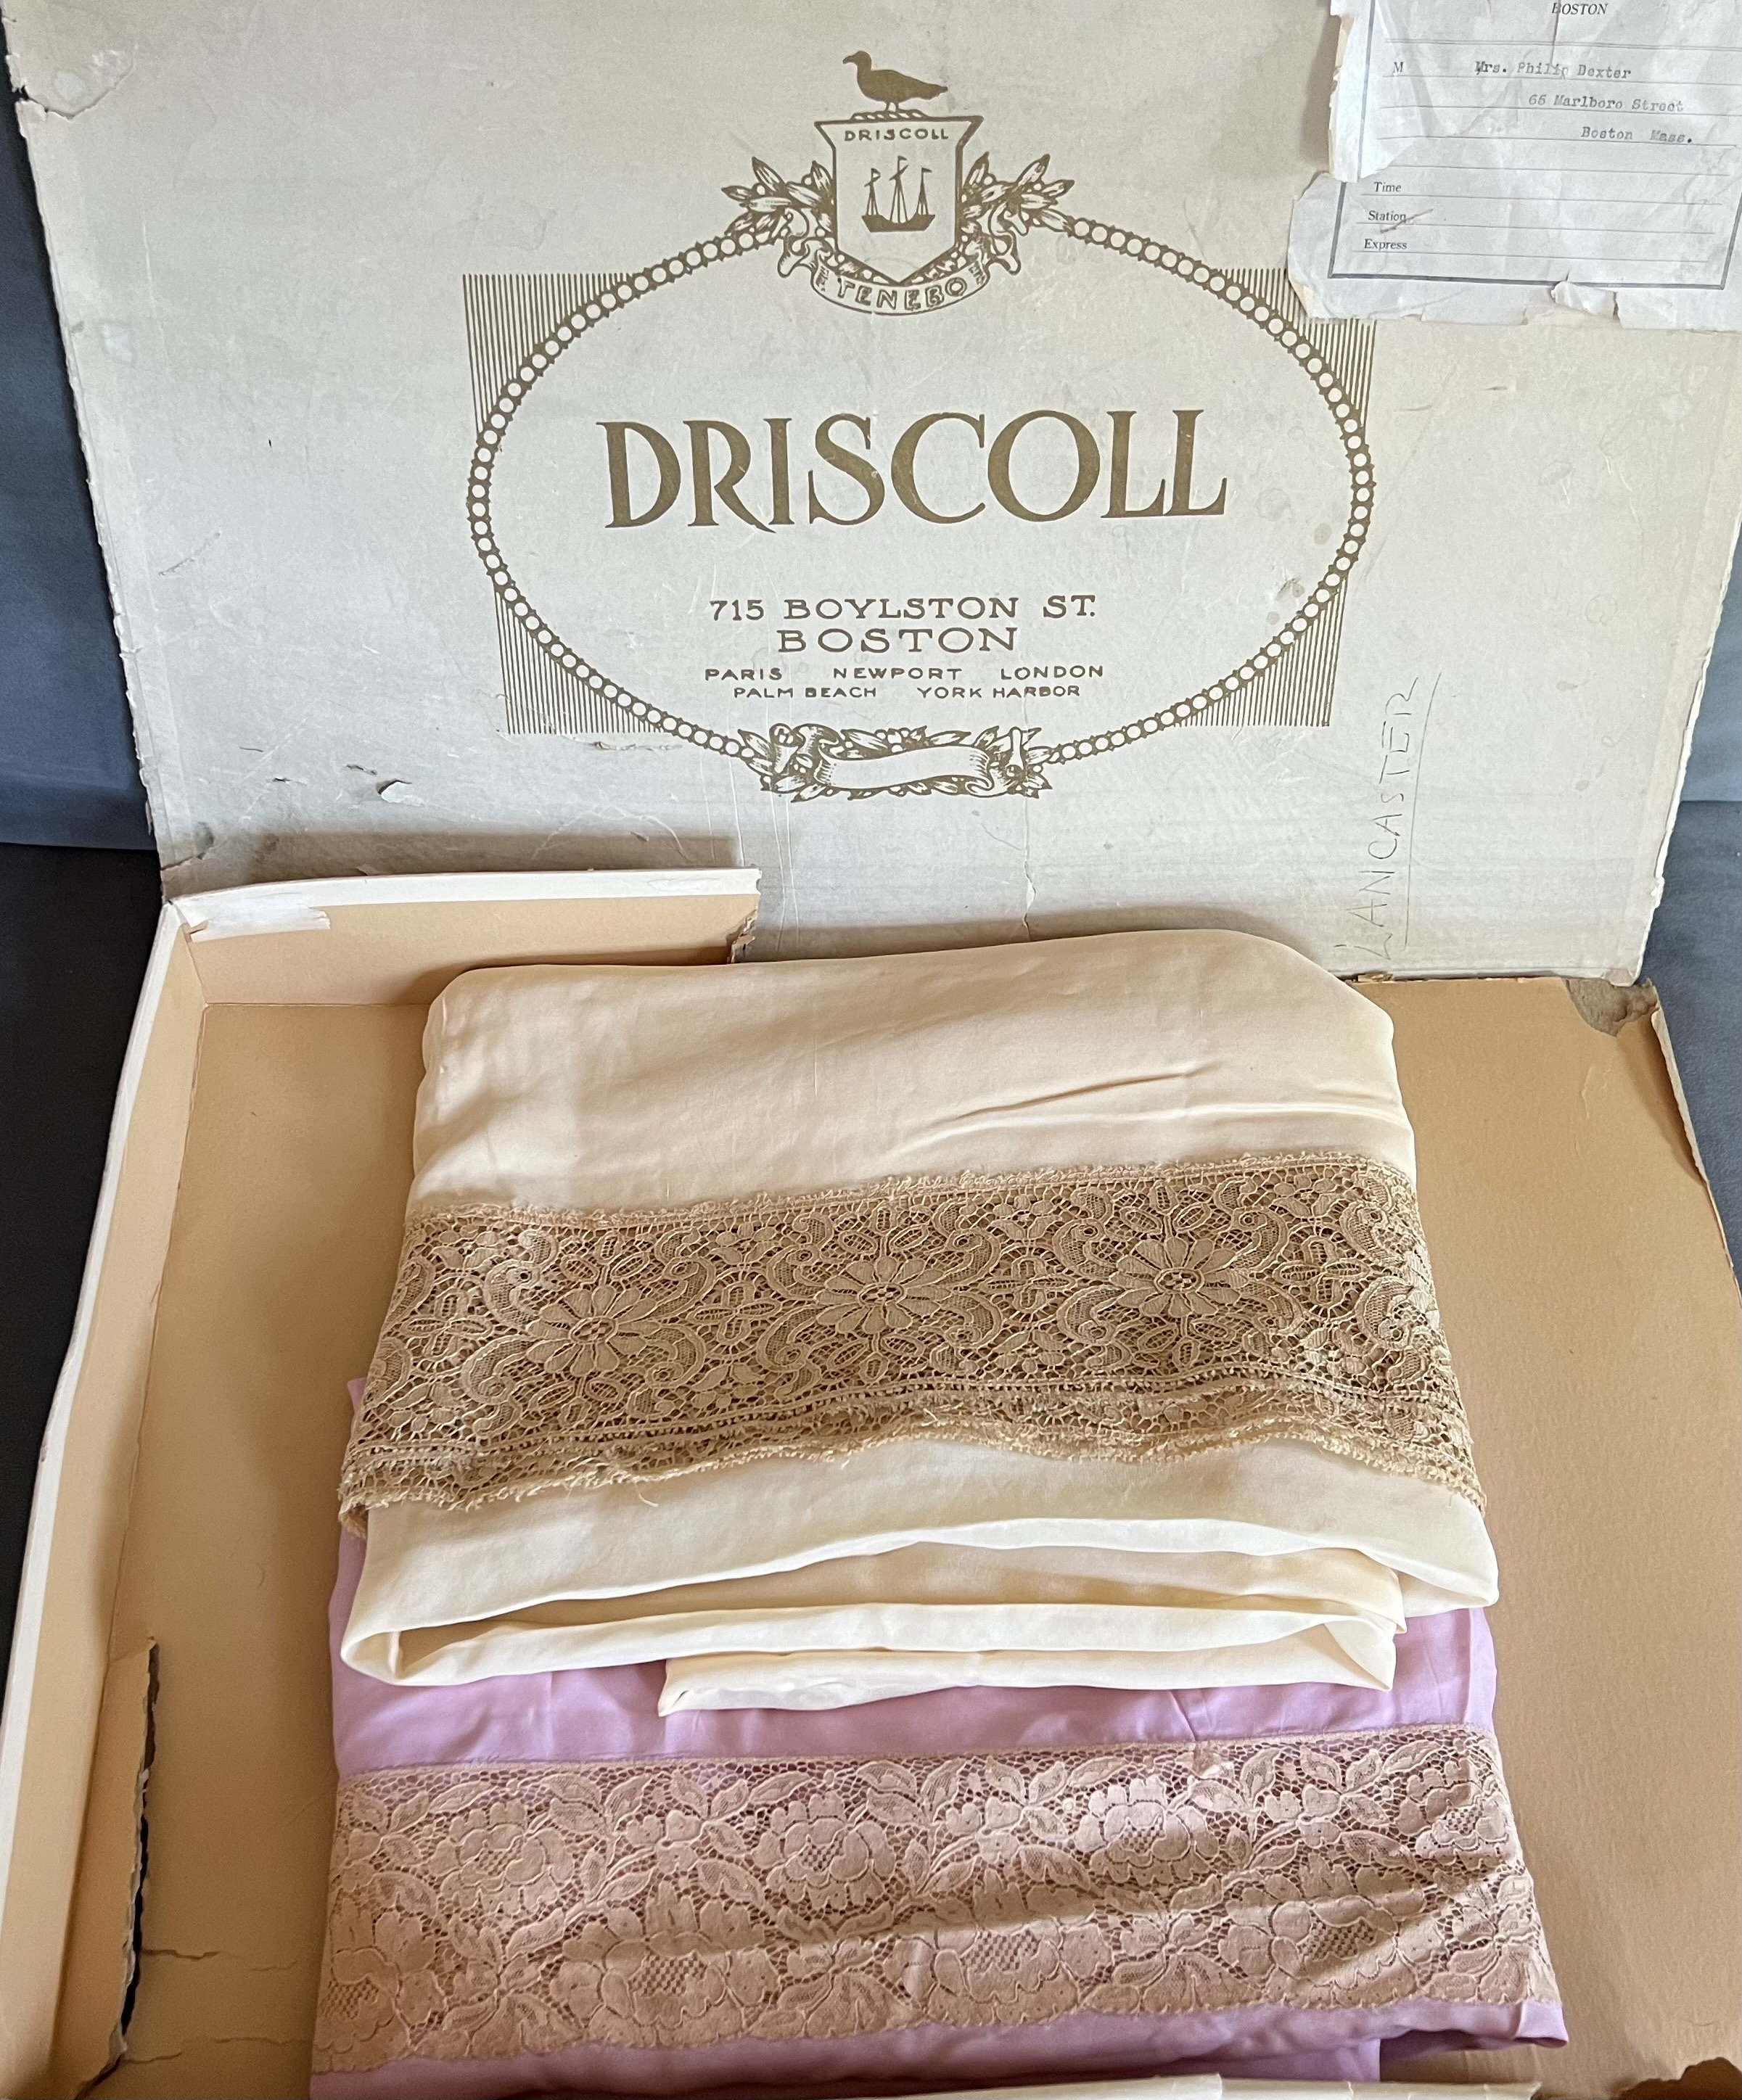 BOSTON
M Mrs. Philip Dexter
65 Marlboro Street
Boston Mass.
Time
Station
Express
DRISCOLL
TENEBO
DRISCOLL
715 BOYLSTON ST.
BOSTON
PARIS NEWPORT LONDON
PALM BEACH YORK HARBOR
LANCASTER